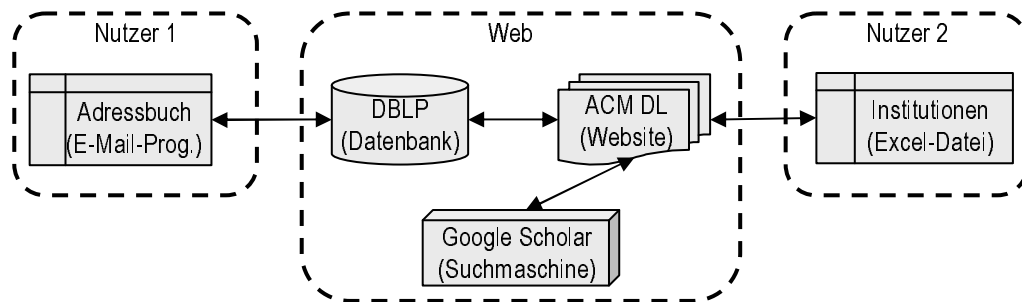 Nutzer 1
Adressbuch
(E-Mail-Prog.)
Web
DBLP
(Datenbank)
ACM DL
(Website)
Google Scholar
(Suchmaschine)
Nutzer 2
Institutionen
(Excel-Datei)